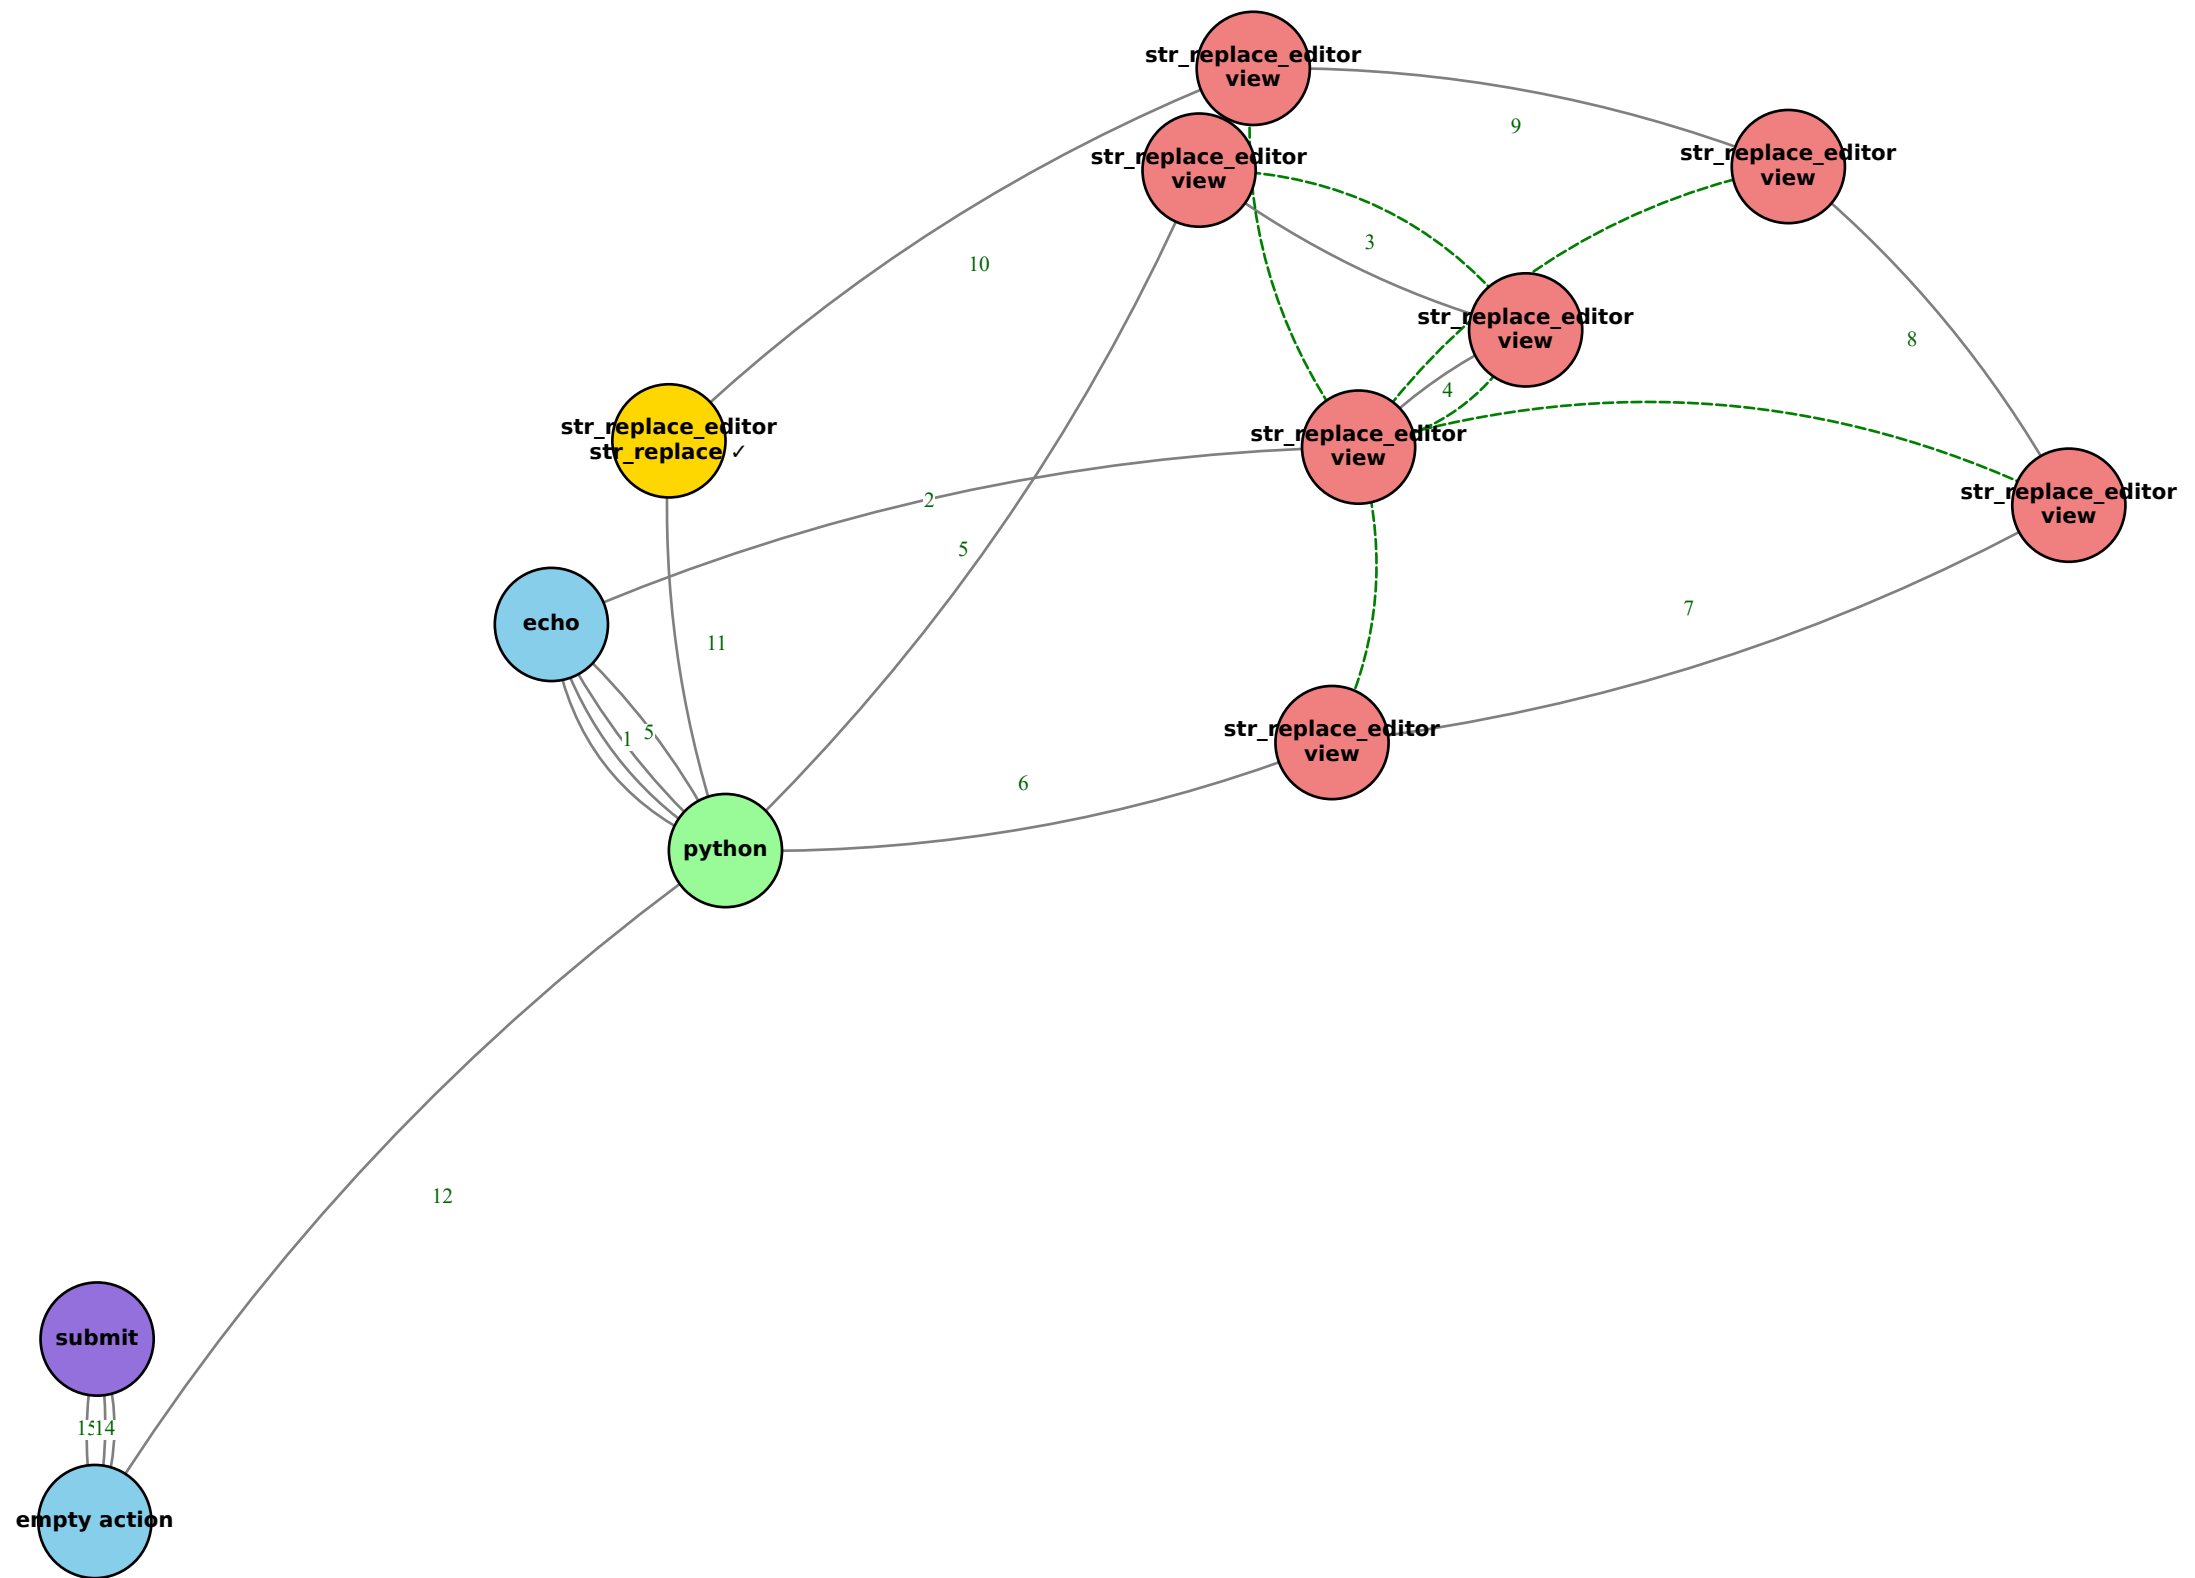 str_replace_editor
view
str_replace_editor
view
str_replace_editor
view
9
3
10
str_replace_editor
view
8
4
str_replace_editor
str_replace ✓
str_replace_editor
view
str_replace_editor
view
2
5
echo
7
11
1
5
str_replace_editor
view
6
python
12
submit
15
14
empty action